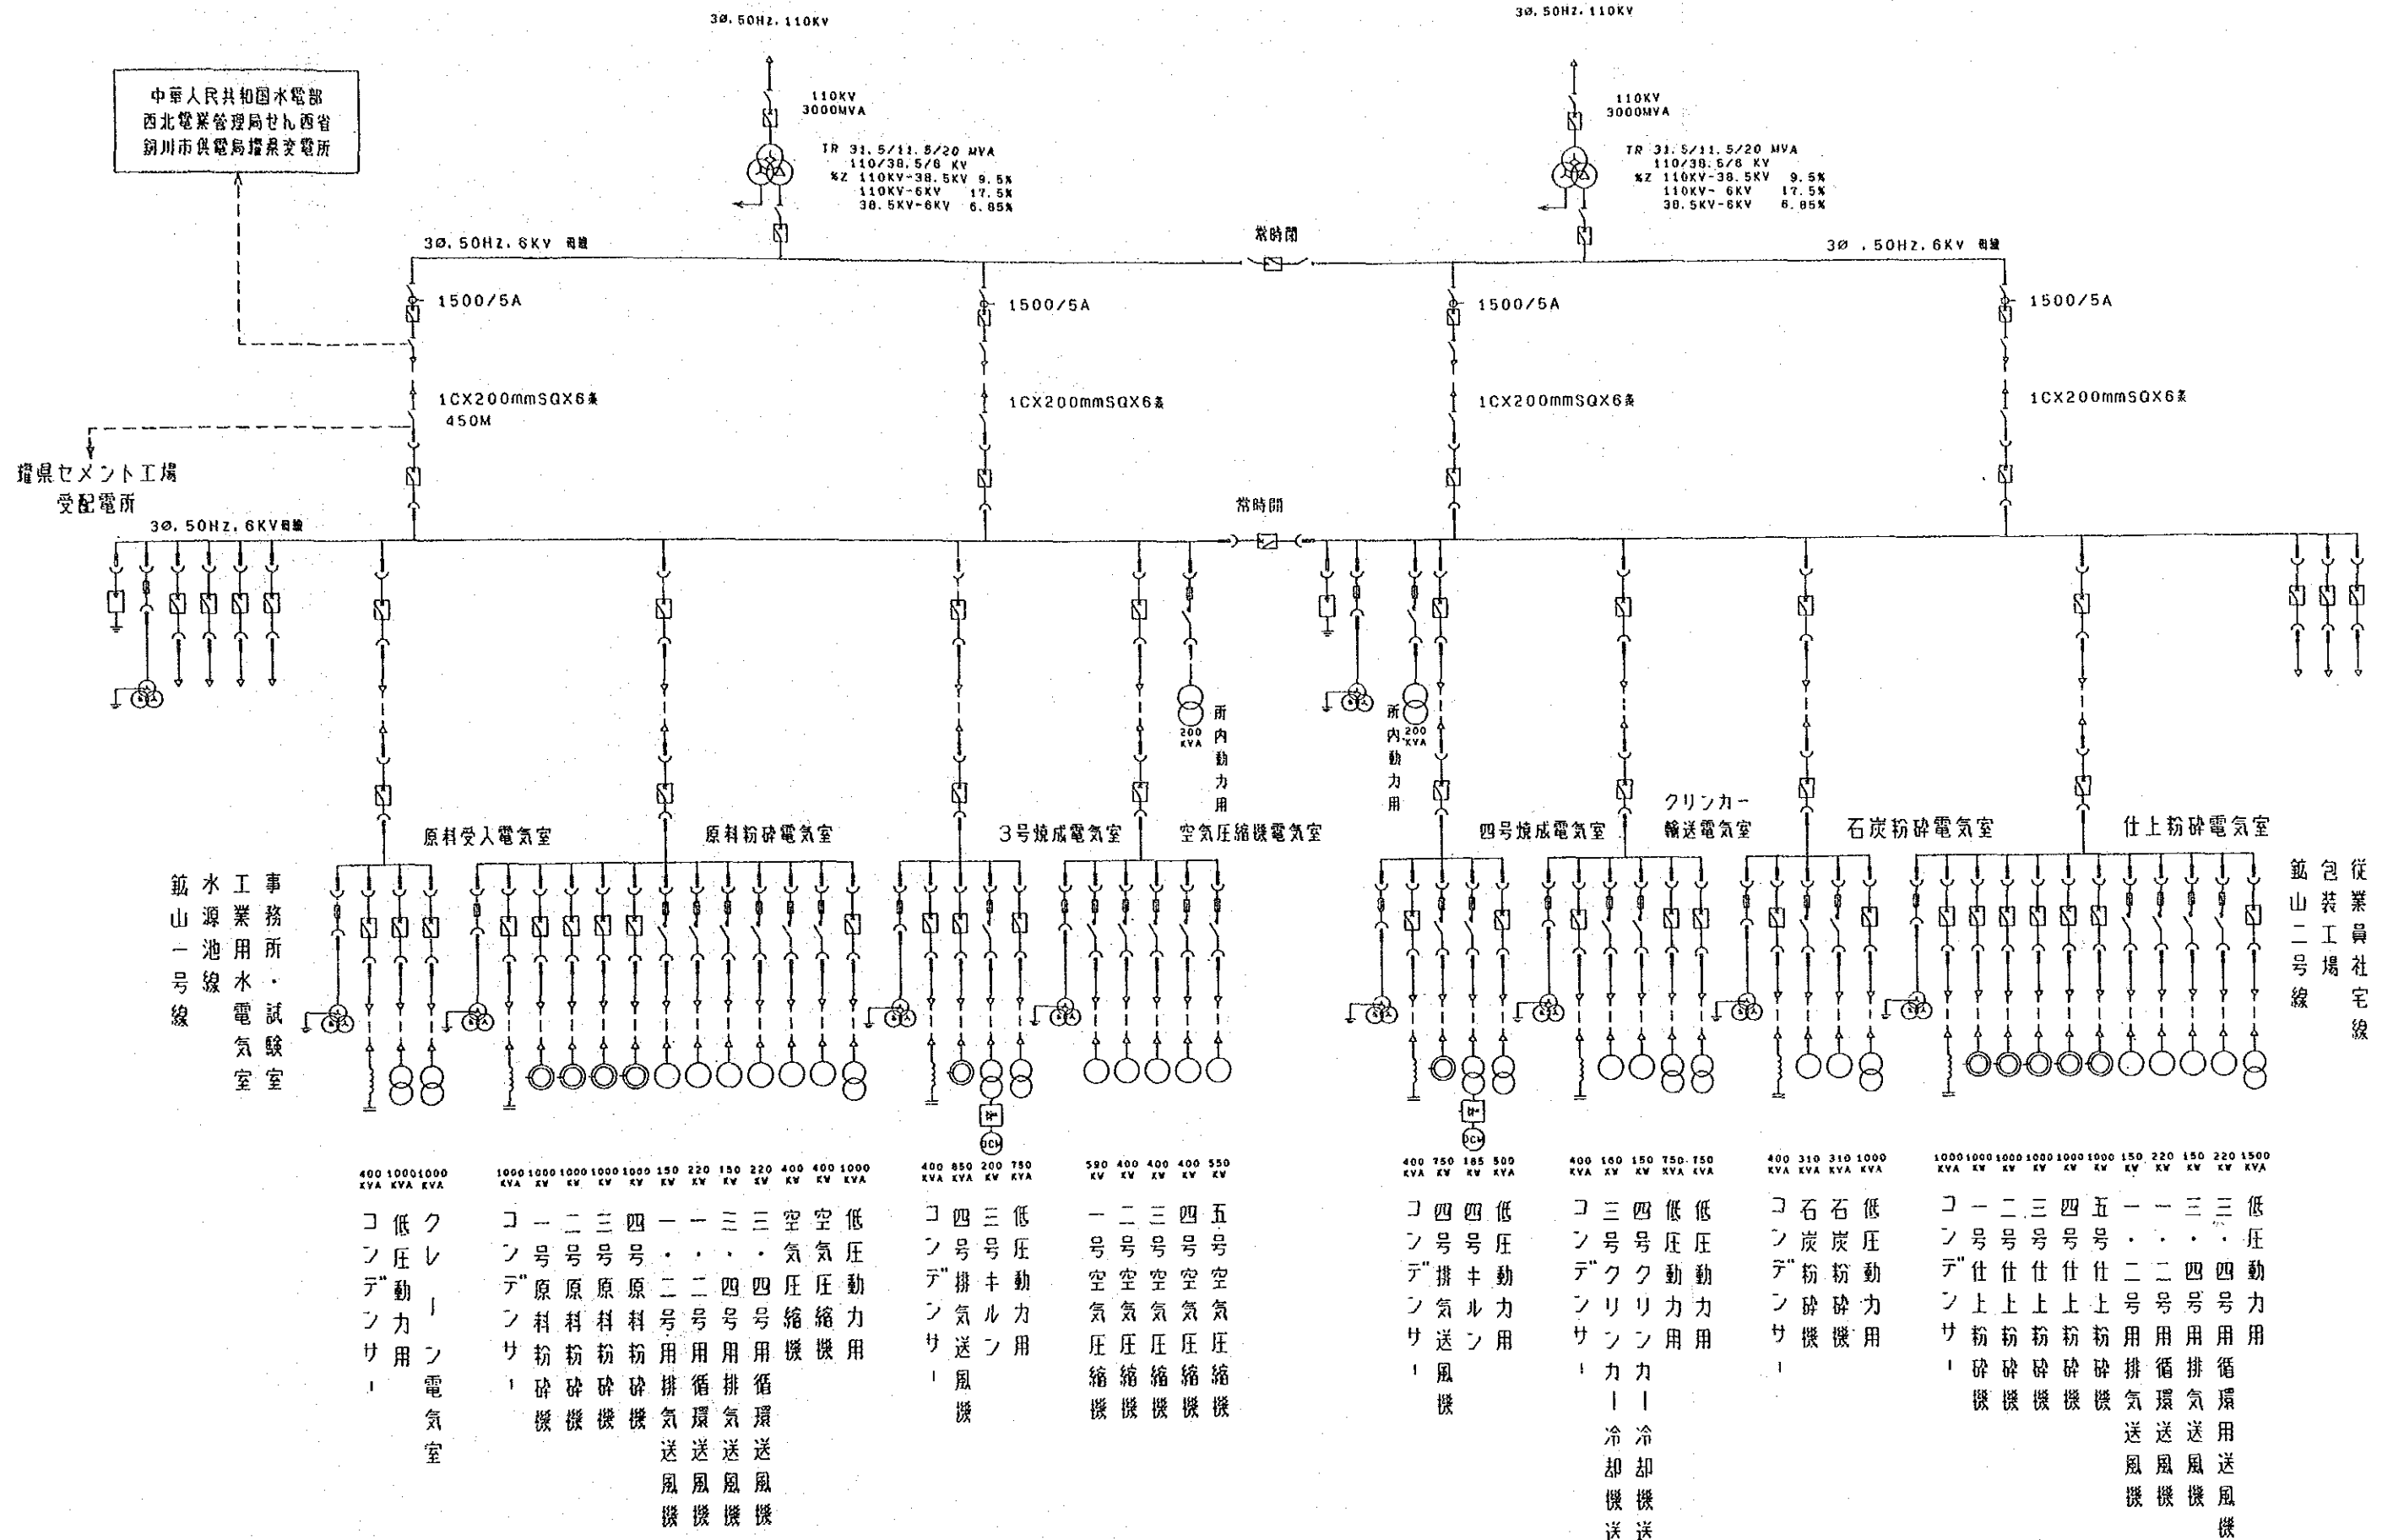 3Ø. 50Hz. 110KV
3Ø. 50Hz. 110KV
中華人民共和国水電部
西北電業管理局せん西省
銅川市供電局燿県変電所
110KV
3000MVA
TR 31.5/11.5/20 MVA
110/38.5/6 KV
%Z 110KV-38.5KV 9.5%
110KV-6KV 17.5%
38.5KV-6KV 6.85%
110KV
3000MVA
TR 31.5/11.5/20 MVA
110/38.5/6 KV
%Z 110KV-38.5KV 9.5%
110KV- 6KV 17.5%
38.5KV-6KV 6.85%
3Ø. 50Hz. 6KV 母線
常時開
3Ø . 50Hz. 6KV 母線
1500/5A
1500/5A
1500/5A
1500/5A
1CX200mmSQX6条
450M
1CX200mmSQX6条
1CX200mmSQX6条
1CX200mmSQX6条
燿県セメント工場
受配電所
3Ø. 50Hz. 6KV母線
常時開
200
KVA
所内動力用
所内動力用
200
KVA
原料受入電気室
原料粉砕電気室
3号焼成電気室
空気圧縮機電気室
四号焼成電気室
クリンカー
輸送電気室
石炭粉砕電気室
仕上粉砕電気室
鉱山一号線
水源池線
工業用水電気室
事務所・試験室
鉱山二号線
包装工場
従業員社宅線
400 1000 1000
KVA KVA KVA
コンデンサー
低圧動力用
クレーン電気室
1000 1000 1000 1000 1000 150 220 150 220 400 400 1000
KVA KW KW KW KW KW KW KW KW KW KW KVA
コンデンサー
一号原料粉砕機
二号原料粉砕機
三号原料粉砕機
四号原料粉砕機
一・二号用排気送風機
一・二号用循環送風機
三・四号用排気送風機
三・四号用循環送風機
空気圧縮機
空気圧縮機
低圧動力用
400 850 200 750
KVA KVA KW KVA
コンデンサー
四号排気送風機
三号キルン
低圧動力用
DCM
590 400 400 400 550
KW KW KW KW KW
一号空気圧縮機
二号空気圧縮機
三号空気圧縮機
四号空気圧縮機
五号空気圧縮機
DCM
400 750 185 500
KVA KW KW KVA
コンデンサー
四号排気送風機
四号キルン
低圧動力用
400 160 150 750 750
KVA KW KW KVA KVA
コンデンサー
三号クリンカー冷却機送
四号クリンカー冷却機送
低圧動力用
低圧動力用
400 310 310 1000
KVA KW KW KVA
コンデンサー
石炭粉砕機
石炭粉砕機
低圧動力用
1000 1000 1000 1000 1000 1000 150 220 150 220 1500
KVA KW KW KW KW KW KW KW KW KW KVA
コンデンサー
一号仕上粉砕機
二号仕上粉砕機
三号仕上粉砕機
四号仕上粉砕機
五号仕上粉砕機
一・二号用排気送風機
一・二号用循環送風機
三・四号用排気送風機
三・四号用循環用送風機
低圧動力用